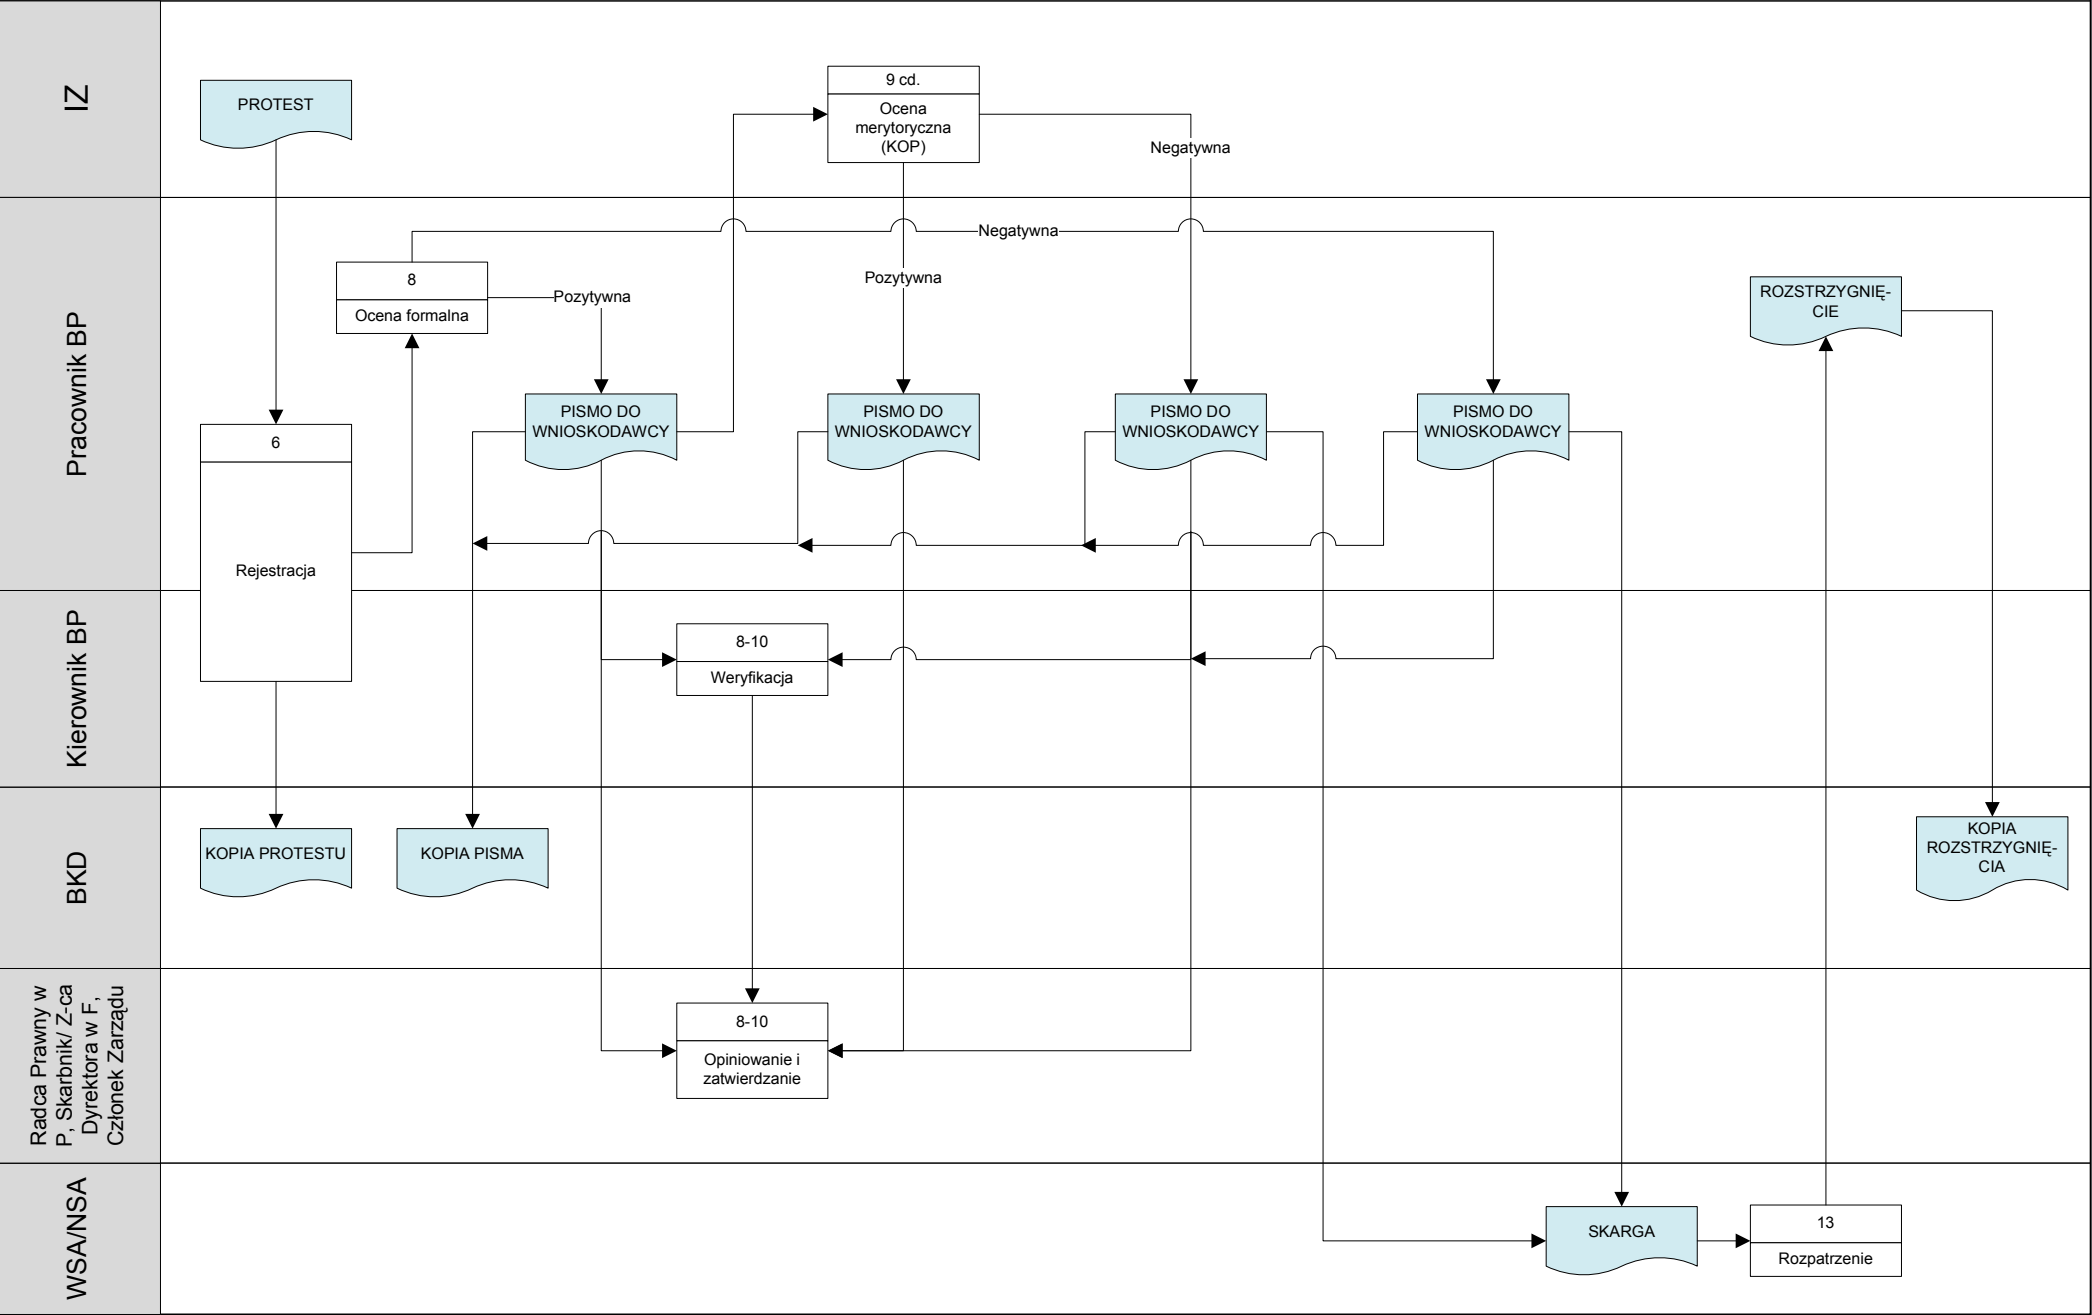 IZ
PROTEST
9 cd.
Ocena
merytoryczna
(KOP)
Negatywna
Pracownik BP
Negatywna
8
Ocena formalna
Pozytywna
Pozytywna
ROZSTRZYGNIĘ-
CIE
PISMO DO
WNIOSKODAWCY
PISMO DO
WNIOSKODAWCY
PISMO DO
WNIOSKODAWCY
PISMO DO
WNIOSKODAWCY
6
Rejestracja
Kierownik BP
8-10
Weryfikacja
BKD
KOPIA PROTESTU
KOPIA PISMA
KOPIA
ROZSTRZYGNIĘ-
CIA
Radca Prawny w
P, Skarbnik/ Z-ca
Dyrektora w F,
Członek Zarządu
8-10
Opiniowanie i
zatwierdzanie
WSA/NSA
SKARGA
13
Rozpatrzenie